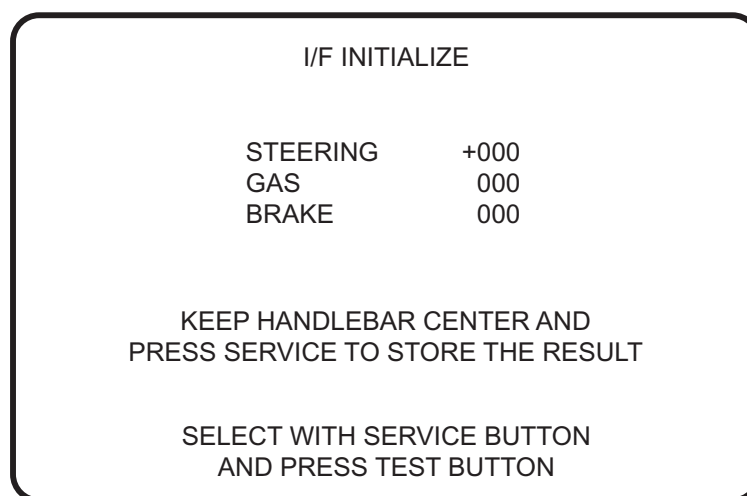 I/F INITIALIZE
STEERING +000
GAS 000
BRAKE 000
KEEP HANDLEBAR CENTER AND
PRESS SERVICE TO STORE THE RESULT
SELECT WITH SERVICE BUTTON
AND PRESS TEST BUTTON